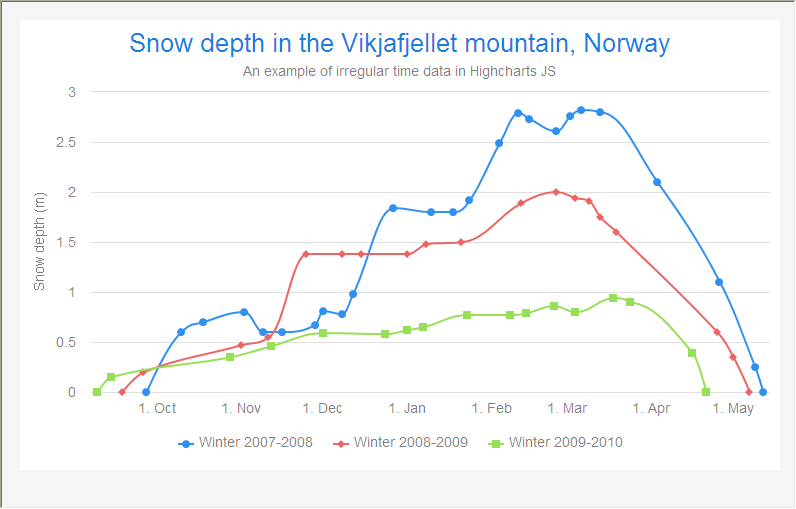 Snow depth in the Vikjafjellet mountain, Norway
An example of irregular time data in Highcharts JS
Snow depth (m)
3
2.5
2
1.5
1
0.5
0
1. Oct 1. Nov 1. Dec 1. Jan 1. Feb 1. Mar 1. Apr 1. May
Winter 2007-2008 Winter 2008-2009 Winter 2009-2010